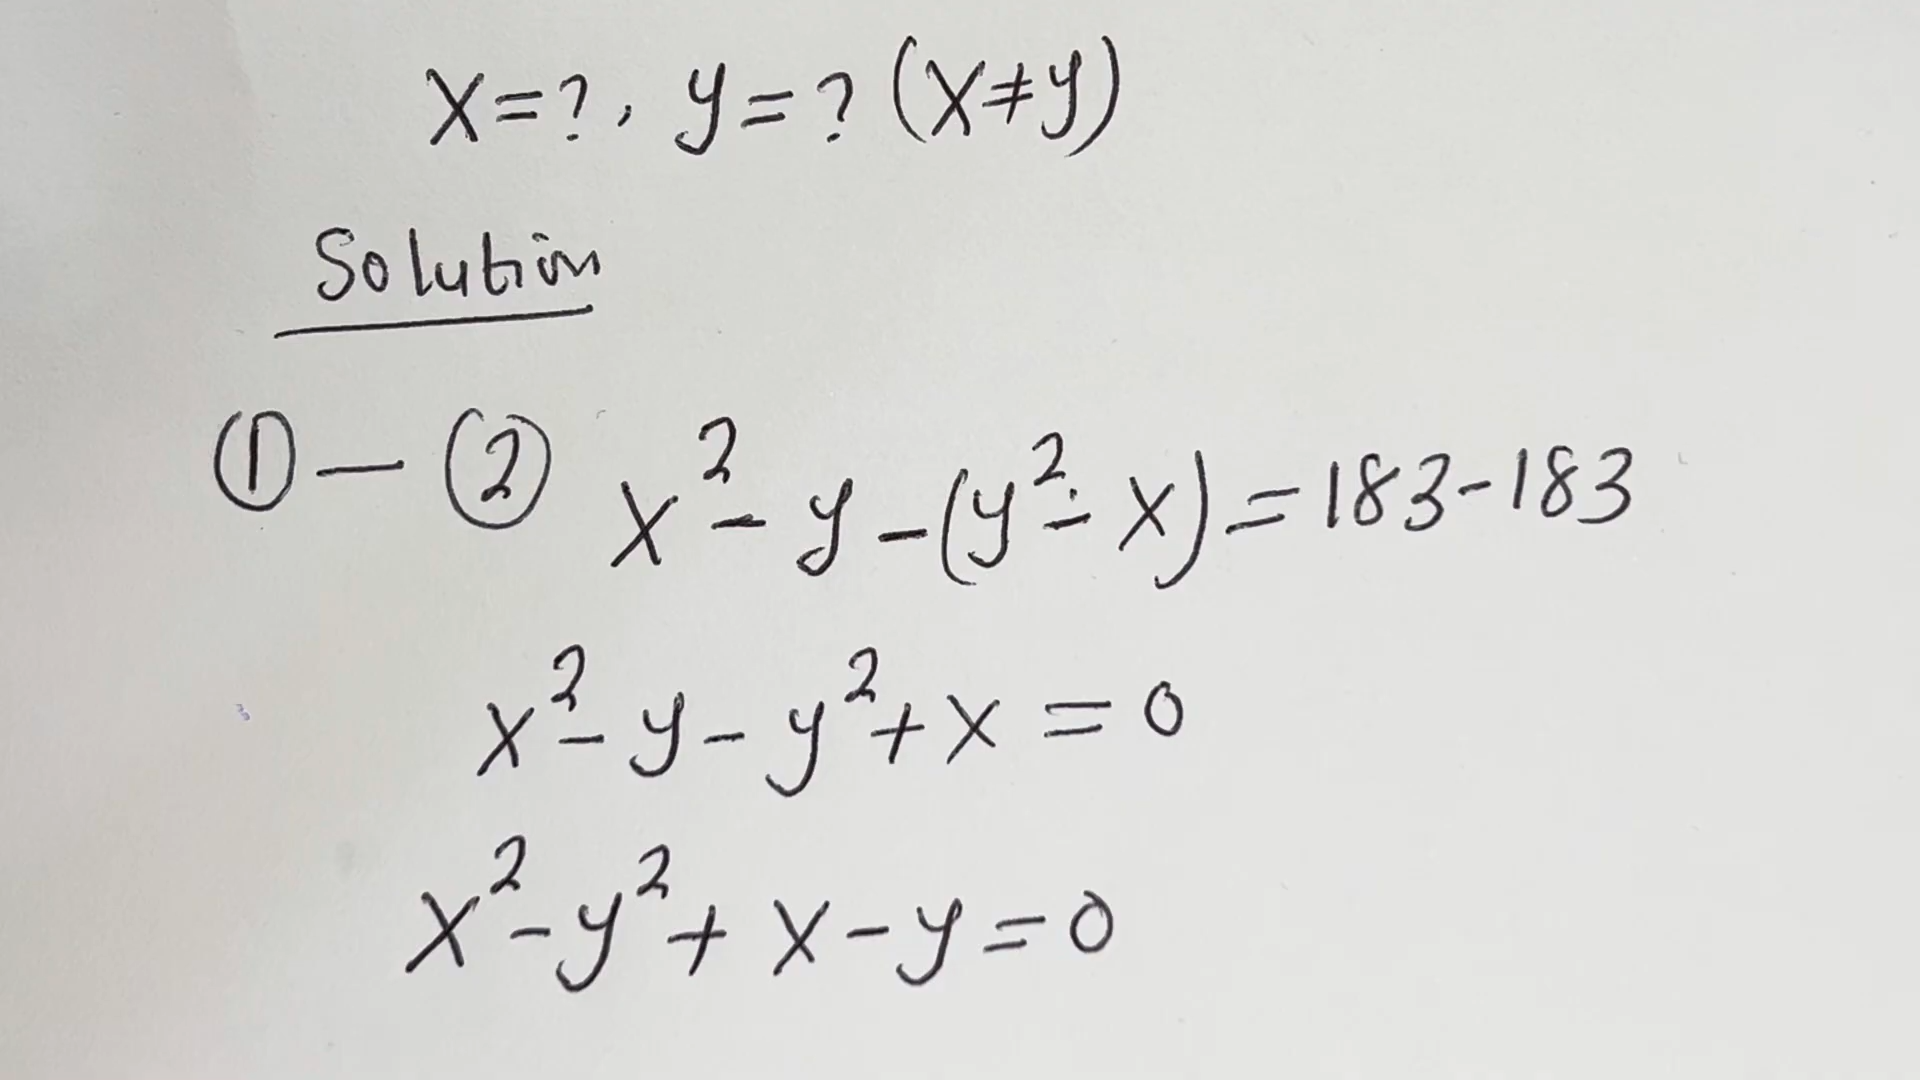 x=?, y=? (x≠y)
Solution
① — ② x² - y - (y² - x) = 183 - 183
x² - y - y² + x = 0
x² - y² + x - y = 0